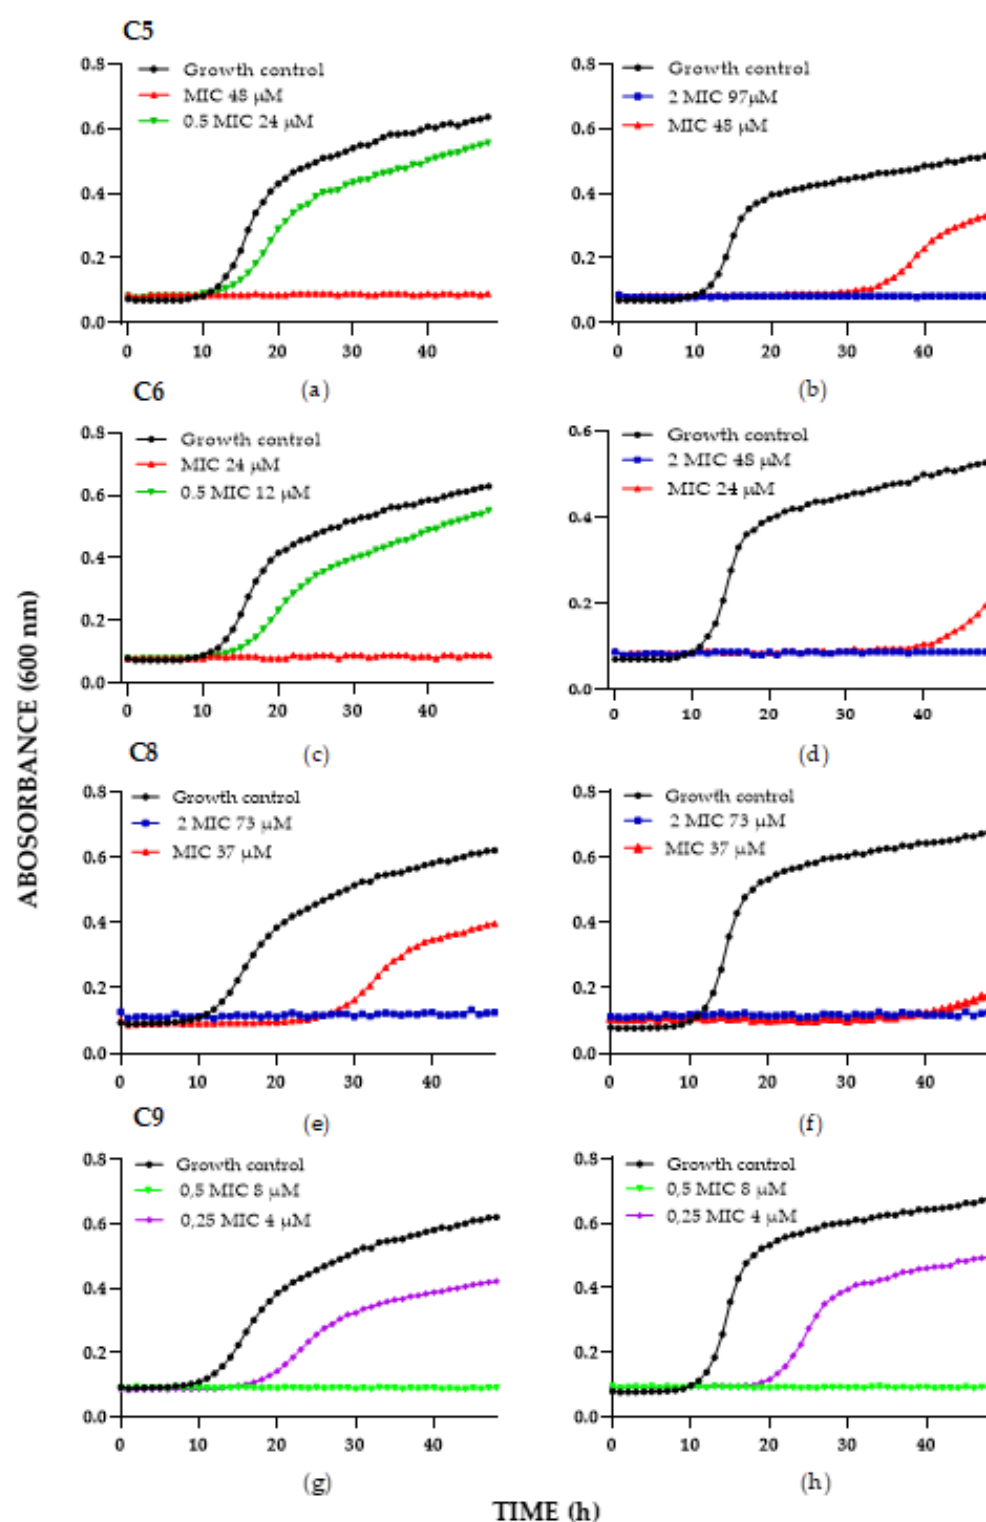 C5
0.8
0.6
0.4
0.2
0.0
Growth control
MIC 48 µM
0.5 MIC 24 µM
0 10 20 30 40
(a)
0.8
0.6
0.4
0.2
0.0
Growth control
2 MIC 97µM
MIC 48 µM
0 10 20 30 40
(b)
C6
0.8
0.6
0.4
0.2
0.0
Growth control
MIC 24 µM
0.5 MIC 12 µM
0 10 20 30 40
(c)
0.6
0.4
0.2
0.0
Growth control
2 MIC 48 µM
MIC 24 µM
0 10 20 30 40
(d)
ABOSORBANCE (600 nm)
C8
0.8
0.6
0.4
0.2
0.0
Growth control
2 MIC 73 µM
MIC 37 µM
0 10 20 30 40
(e)
0.8
0.6
0.4
0.2
0.0
Growth control
2 MIC 73 µM
MIC 37 µM
0 10 20 30 40
(f)
C9
0.8
0.6
0.4
0.2
0.0
Growth control
0,5 MIC 8 µM
0,25 MIC 4 µM
0 10 20 30 40
(g)
0.8
0.6
0.4
0.2
0.0
Growth control
0,5 MIC 8 µM
0,25 MIC 4 µM
0 10 20 30 40
(h)
TIME (h)